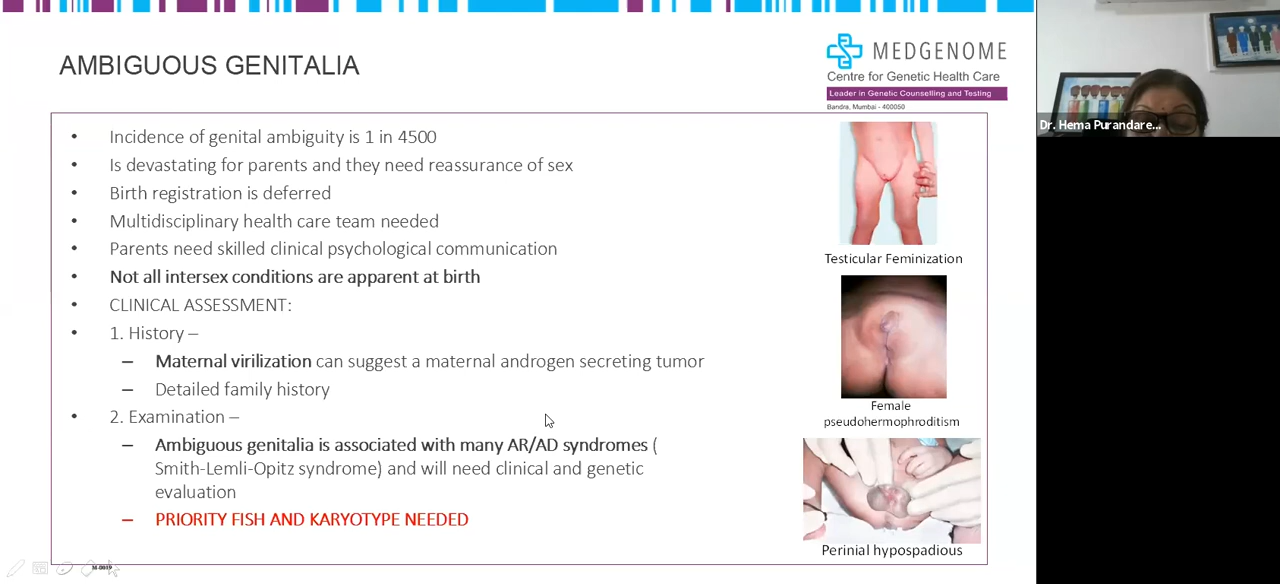 AMBIGUOUS GENITALIA
MEDGENOME
Centre for Genetic Health Care
Leader in Genetic Counselling and Testing
Bandra, Mumbai - 400050
Dr. Hema Purandare...
• Incidence of genital ambiguity is 1 in 4500
• Is devastating for parents and they need reassurance of sex
• Birth registration is deferred
• Multidisciplinary health care team needed
• Parents need skilled clinical psychological communication
• Not all intersex conditions are apparent at birth
• CLINICAL ASSESSMENT:
• 1. History –
– Maternal virilization can suggest a maternal androgen secreting tumor
– Detailed family history
• 2. Examination –
– Ambiguous genitalia is associated with many AR/AD syndromes (
Smith-Lemli-Opitz syndrome) and will need clinical and genetic
evaluation
– PRIORITY FISH AND KARYOTYPE NEEDED
Testicular Feminization
Female
pseudohermophroditism
Perinial hypospadious